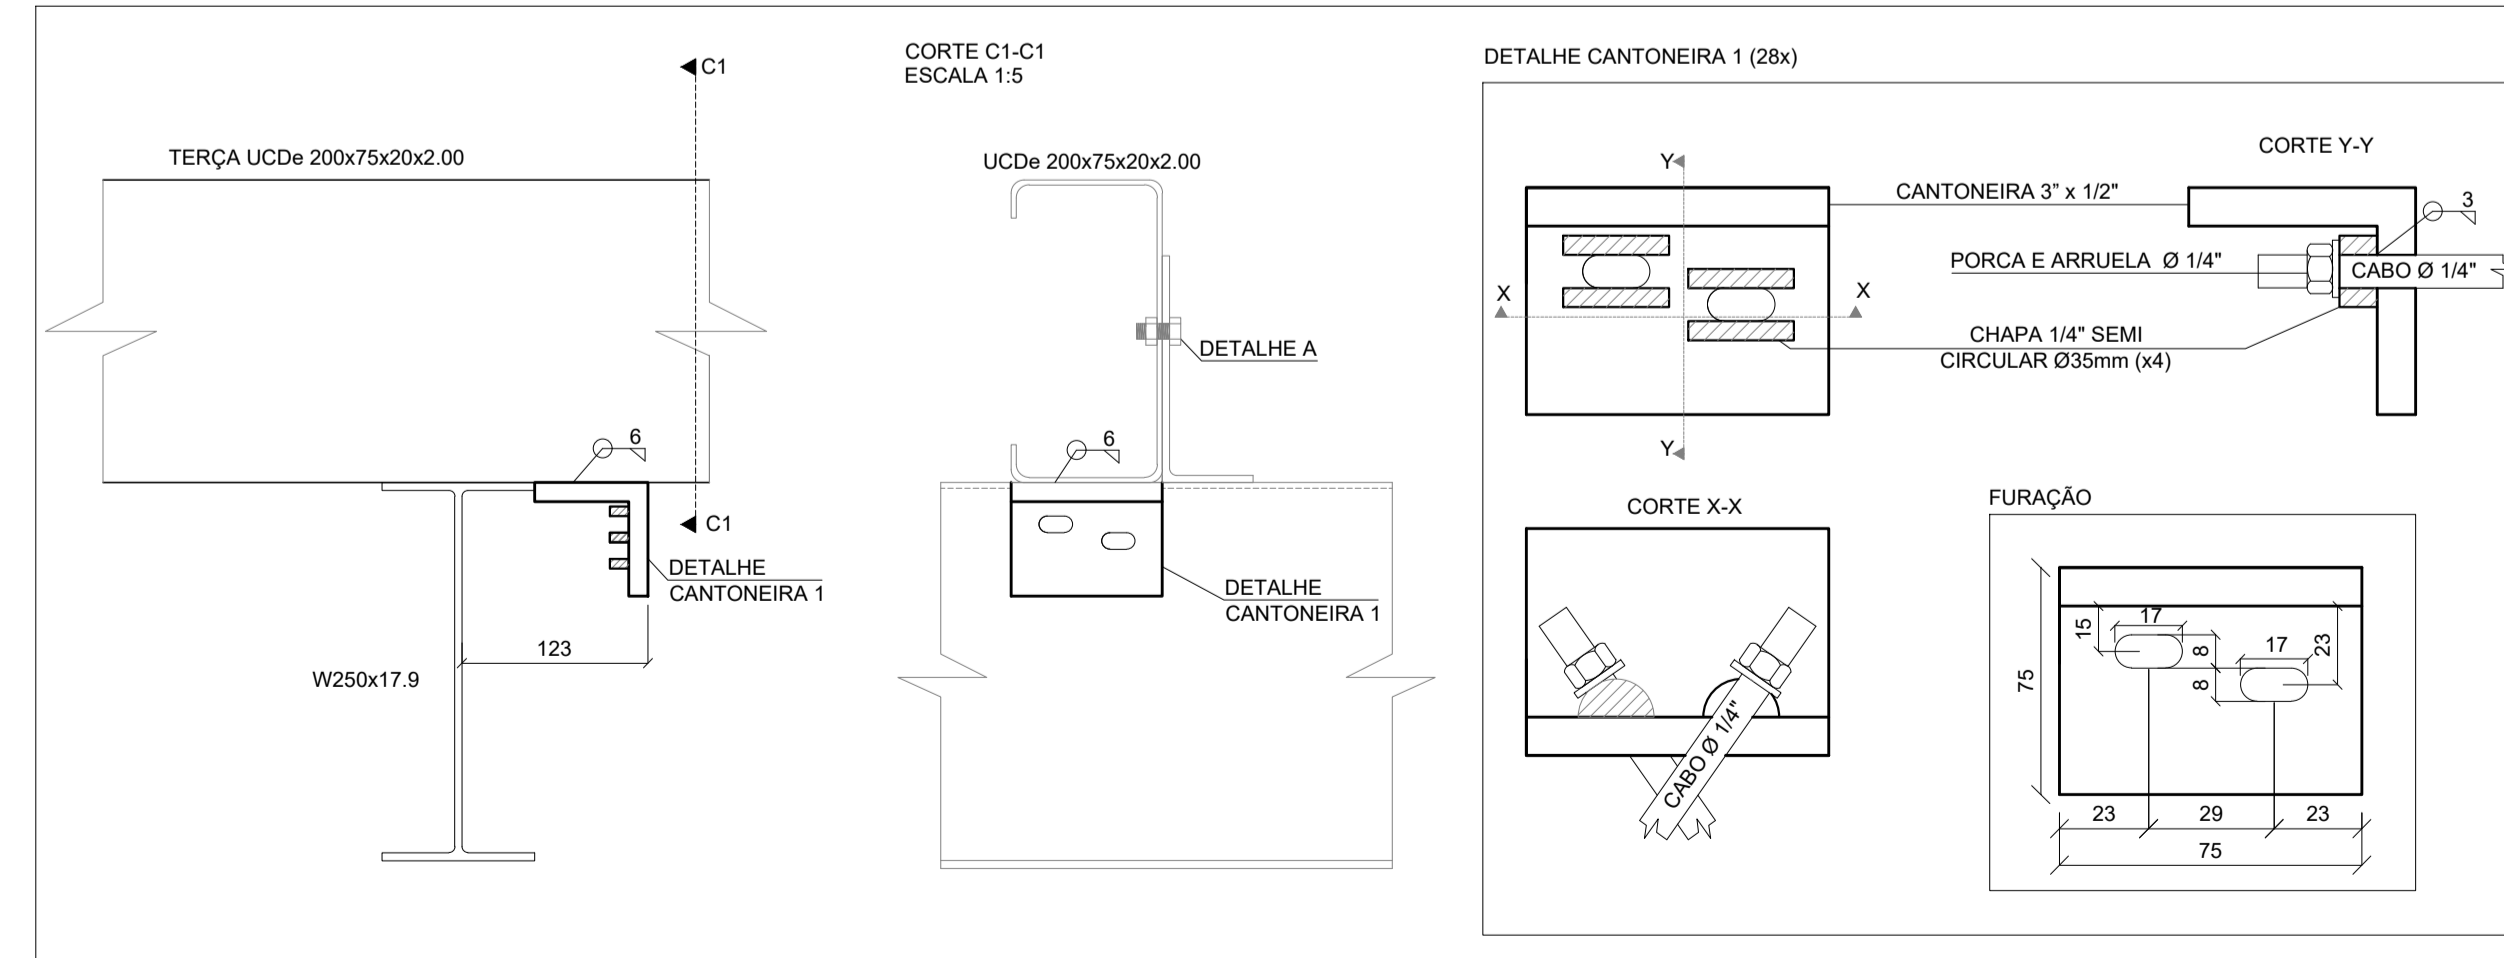 C1
TERÇA UCDe 200x75x20x2.00
6
C1
DETALHE
CANTONEIRA 1
123
W250x17.9
CORTE C1-C1
ESCALA 1:5
UCDe 200x75x20x2.00
DETALHE A
6
DETALHE
CANTONEIRA 1
DETALHE CANTONEIRA 1 (28x)
CORTE Y-Y
Y
CANTONEIRA 3” x 1/2"
3
PORCA E ARRUELA Ø 1/4"
CABO Ø 1/4"
X
X
CHAPA 1/4" SEMI
CIRCULAR Ø35mm (x4)
Y
CORTE X-X
CABO Ø 1/4"
FURAÇÃO
17
15
8
17
23
8
75
23
29
23
75